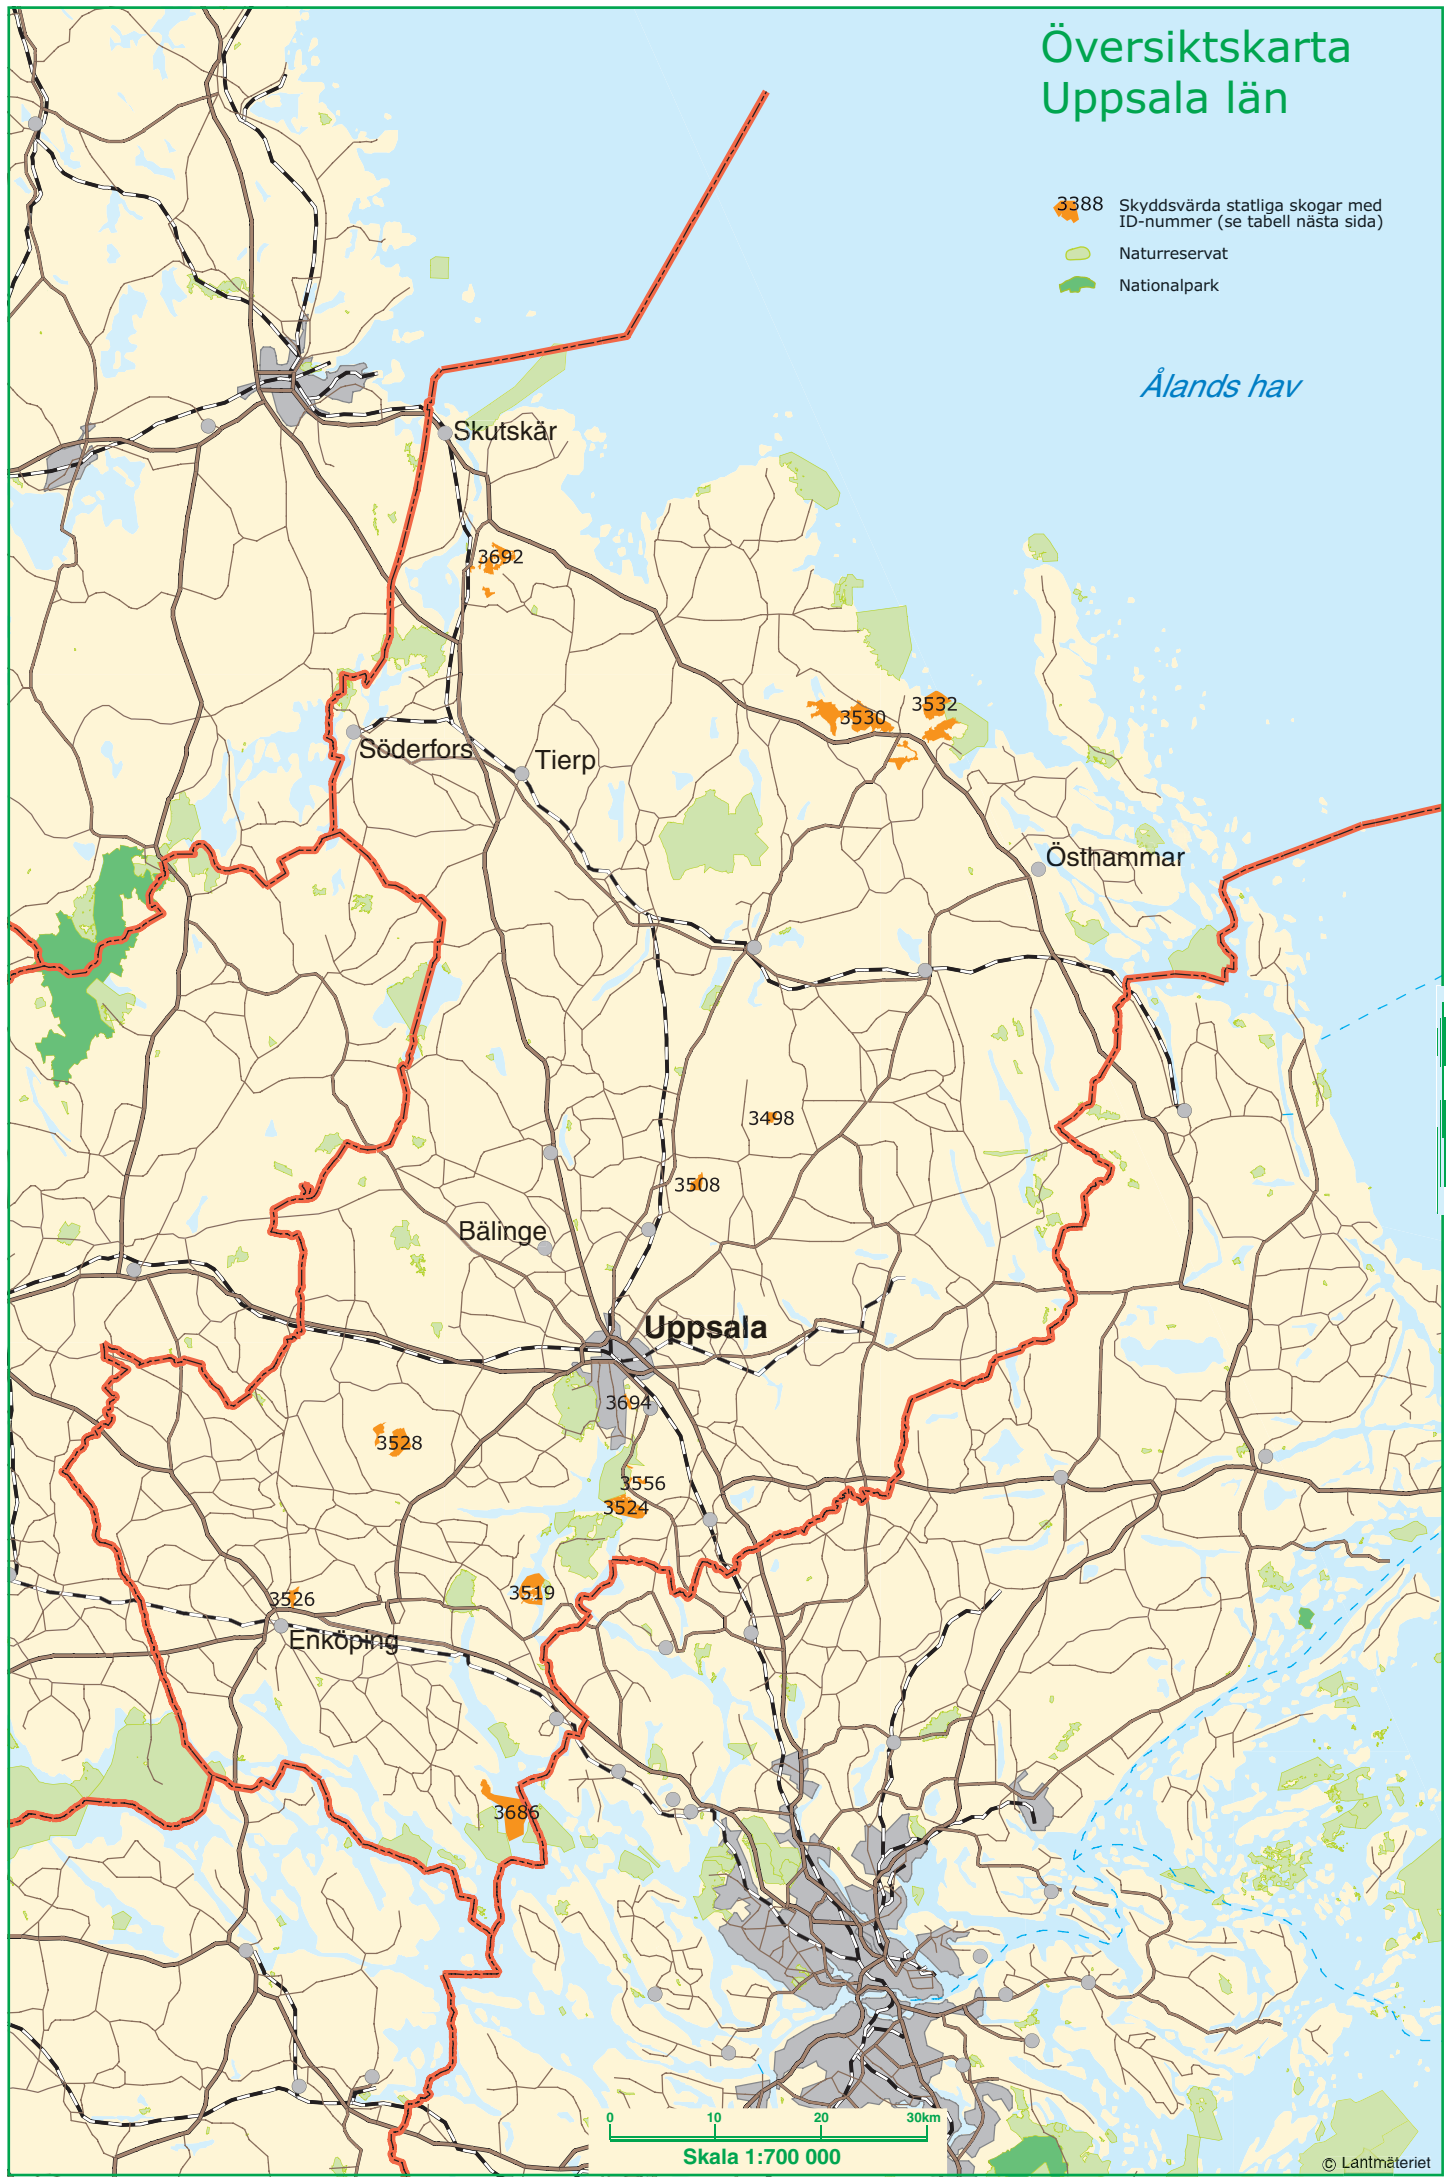 Översiktskarta
Uppsala län
3388
Skyddsvärda statliga skogar med
ID-nummer (se tabell nästa sida)
Naturreservat
Nationalpark
Ålands hav
Skutskär
3692
3532
3530
Söderfors
Tierp
Östhammar
3498
3508
Bälinge
Uppsala
3694
3528
3556
3524
3519
3526
Enköping
3686
0 10 20 30km
Skala 1:700 000
© Lantmäteriet